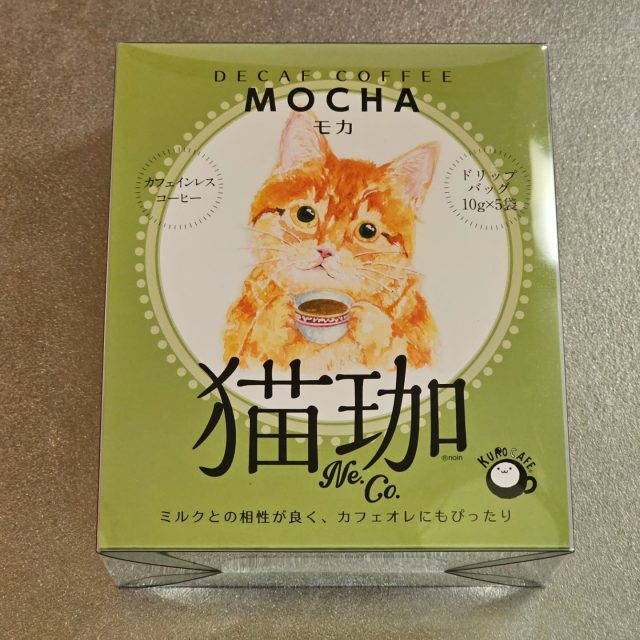 DECAF COFFEE
MOCHA
モカ
カフェインレス
コーヒー
ドリップ
バッグ
10g×5袋
猫珈
®noin
Ne.Co.
KURO CAFE
ミルクとの相性が良く、カフェオレにもぴったり